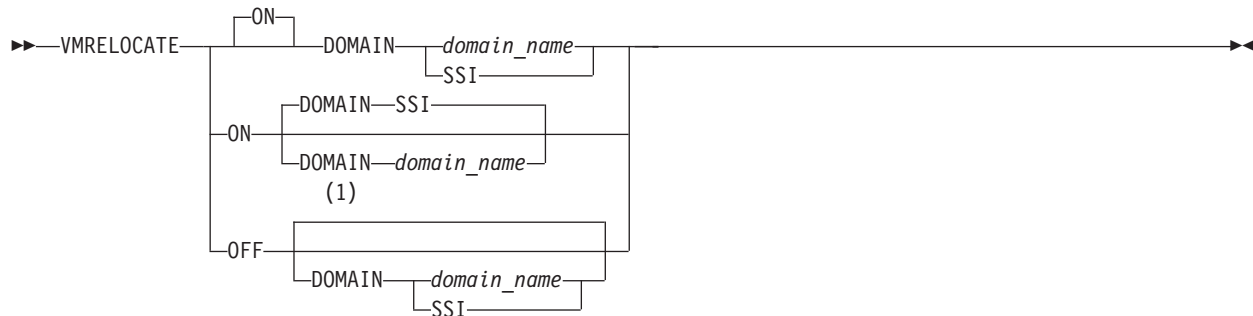 ON
VMRELOCATE DOMAIN domain_name
SSI
DOMAIN SSI
ON
DOMAIN domain_name
(1)
OFF
DOMAIN domain_name
SSI